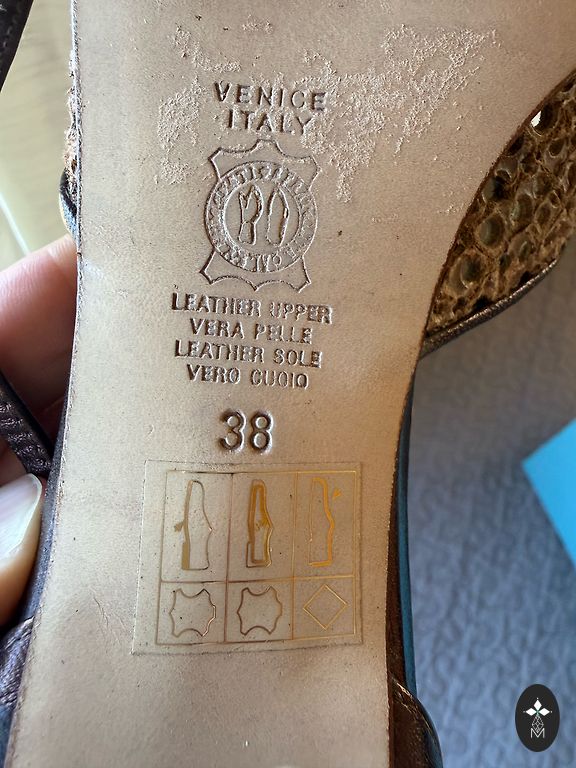 VENICE
ITALY
LEATHER UPPER
VERA PELLE
LEATHER SOLE
VERO CUOIO
38
M